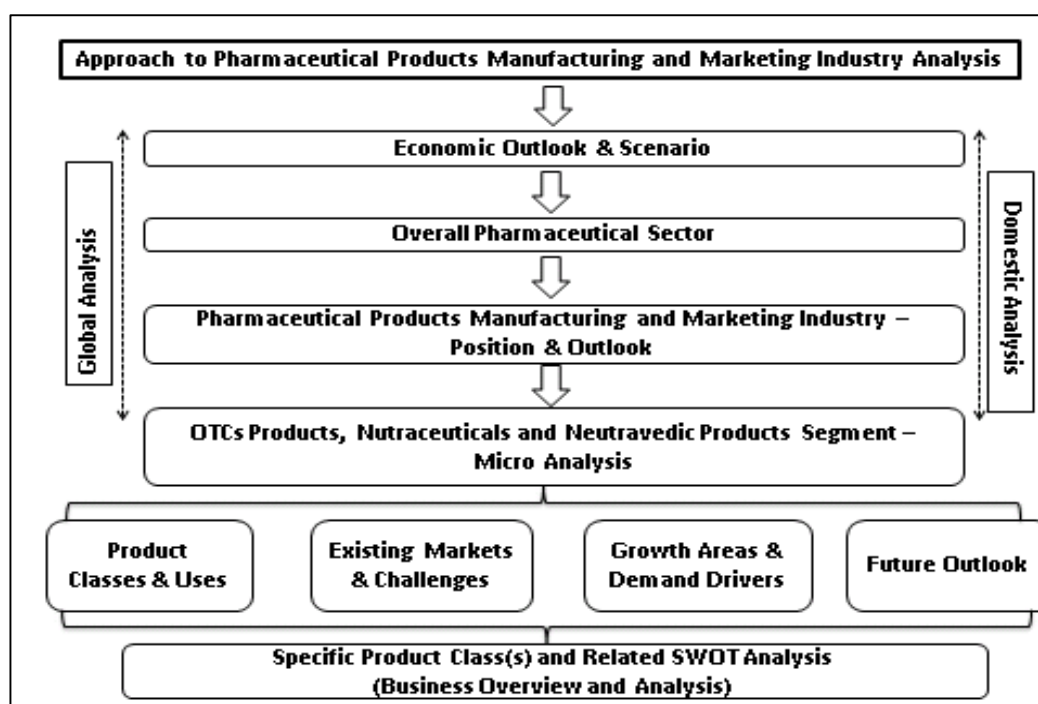 Approach to Pharmaceutical Products Manufacturing and Marketing Industry Analysis
Economic Outlook & Scenario
Overall Pharmaceutical Sector
Pharmaceutical Products Manufacturing and Marketing Industry –
Position & Outlook
OTCs Products, Nutraceuticals and Neutravedic Products Segment –
Micro Analysis
Global Analysis
Domestic Analysis
Product
Classes & Uses
Existing Markets
& Challenges
Growth Areas &
Demand Drivers
Future Outlook
Specific Product Class(s) and Related SWOT Analysis
(Business Overview and Analysis)